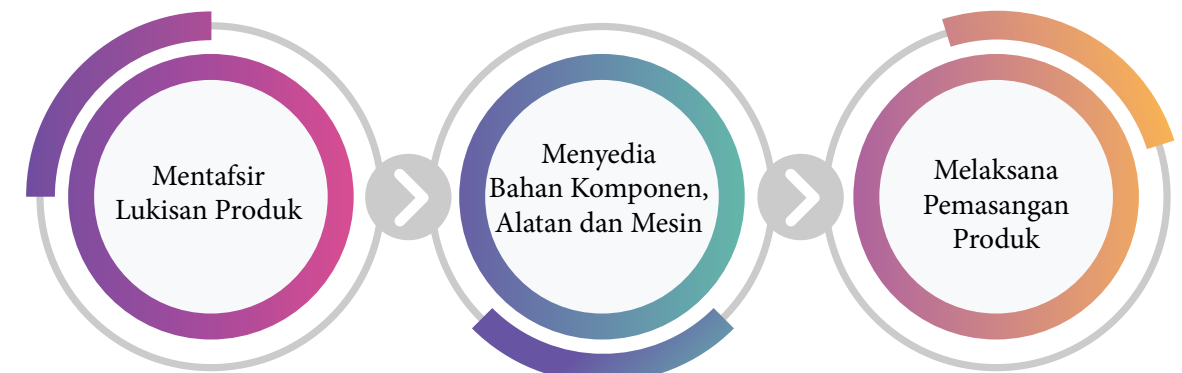 Mentafsir
Lukisan Produk
Menyedia
Bahan Komponen,
Alatan dan Mesin
Melaksana
Pemasangan
Produk